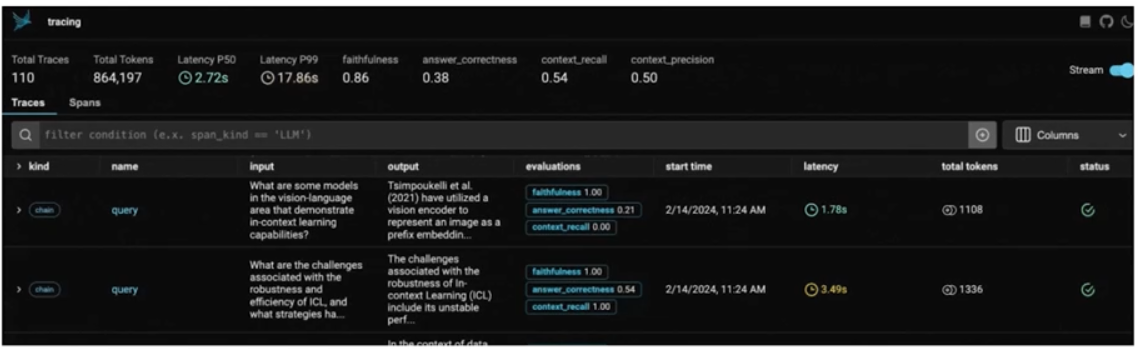 tracing
Total Traces Total Tokens Latency P50 Latency P99 faithfulness answer_correctness context_recall context_precision
110 864,197 2.72s 17.86s 0.86 0.38 0.54 0.50
Stream
Traces Spans
filter condition (e.x. span_kind == 'LLM')
Columns
kind name input output evaluations start time latency total tokens status
chain
query
What are some models
in the vision-language
area that demonstrate
in-context learning
capabilities?
Tsimpoukelli et al.
(2021) have utilized a
vision encoder to
represent an image as a
prefix embeddin...
faithfulness 1.00
answer_correctness 0.21
context_recall 0.00
2/14/2024, 11:24 AM
1.78s
1108
chain
query
What are the challenges
associated with the
robustness and
efficiency of ICL, and
what strategies ha...
The challenges
associated with the
robustness of In-
context Learning (ICL)
include its unstable
perf...
faithfulness 1.00
answer_correctness 0.54
context_recall 1.00
2/14/2024, 11:24 AM
3.49s
1336
In the context of data